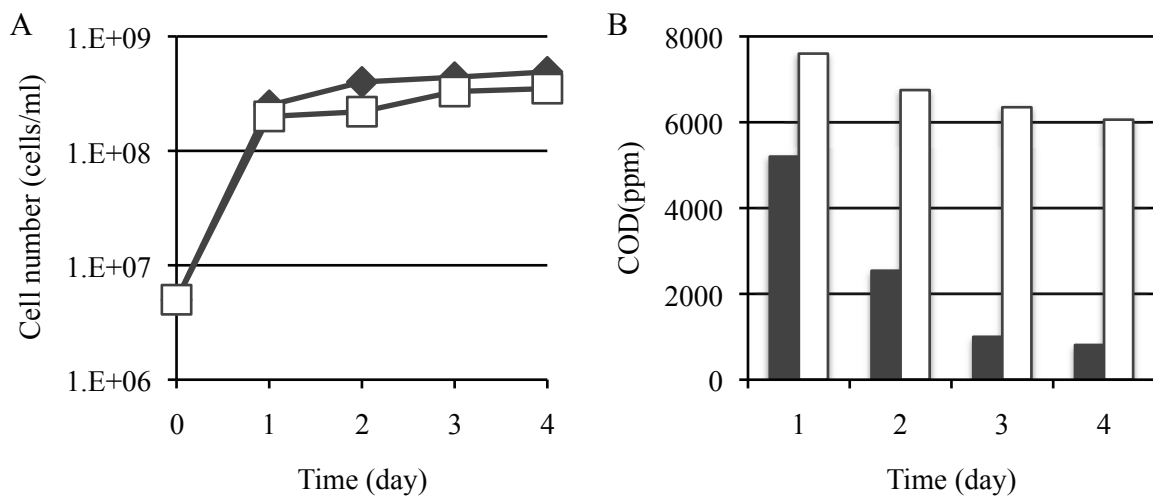 A
1.E+09
1.E+08
1.E+07
1.E+06
Cell number (cells/ml)
0 1 2 3 4
Time (day)
B
8000
6000
4000
2000
0
COD(ppm)
1 2 3 4
Time (day)